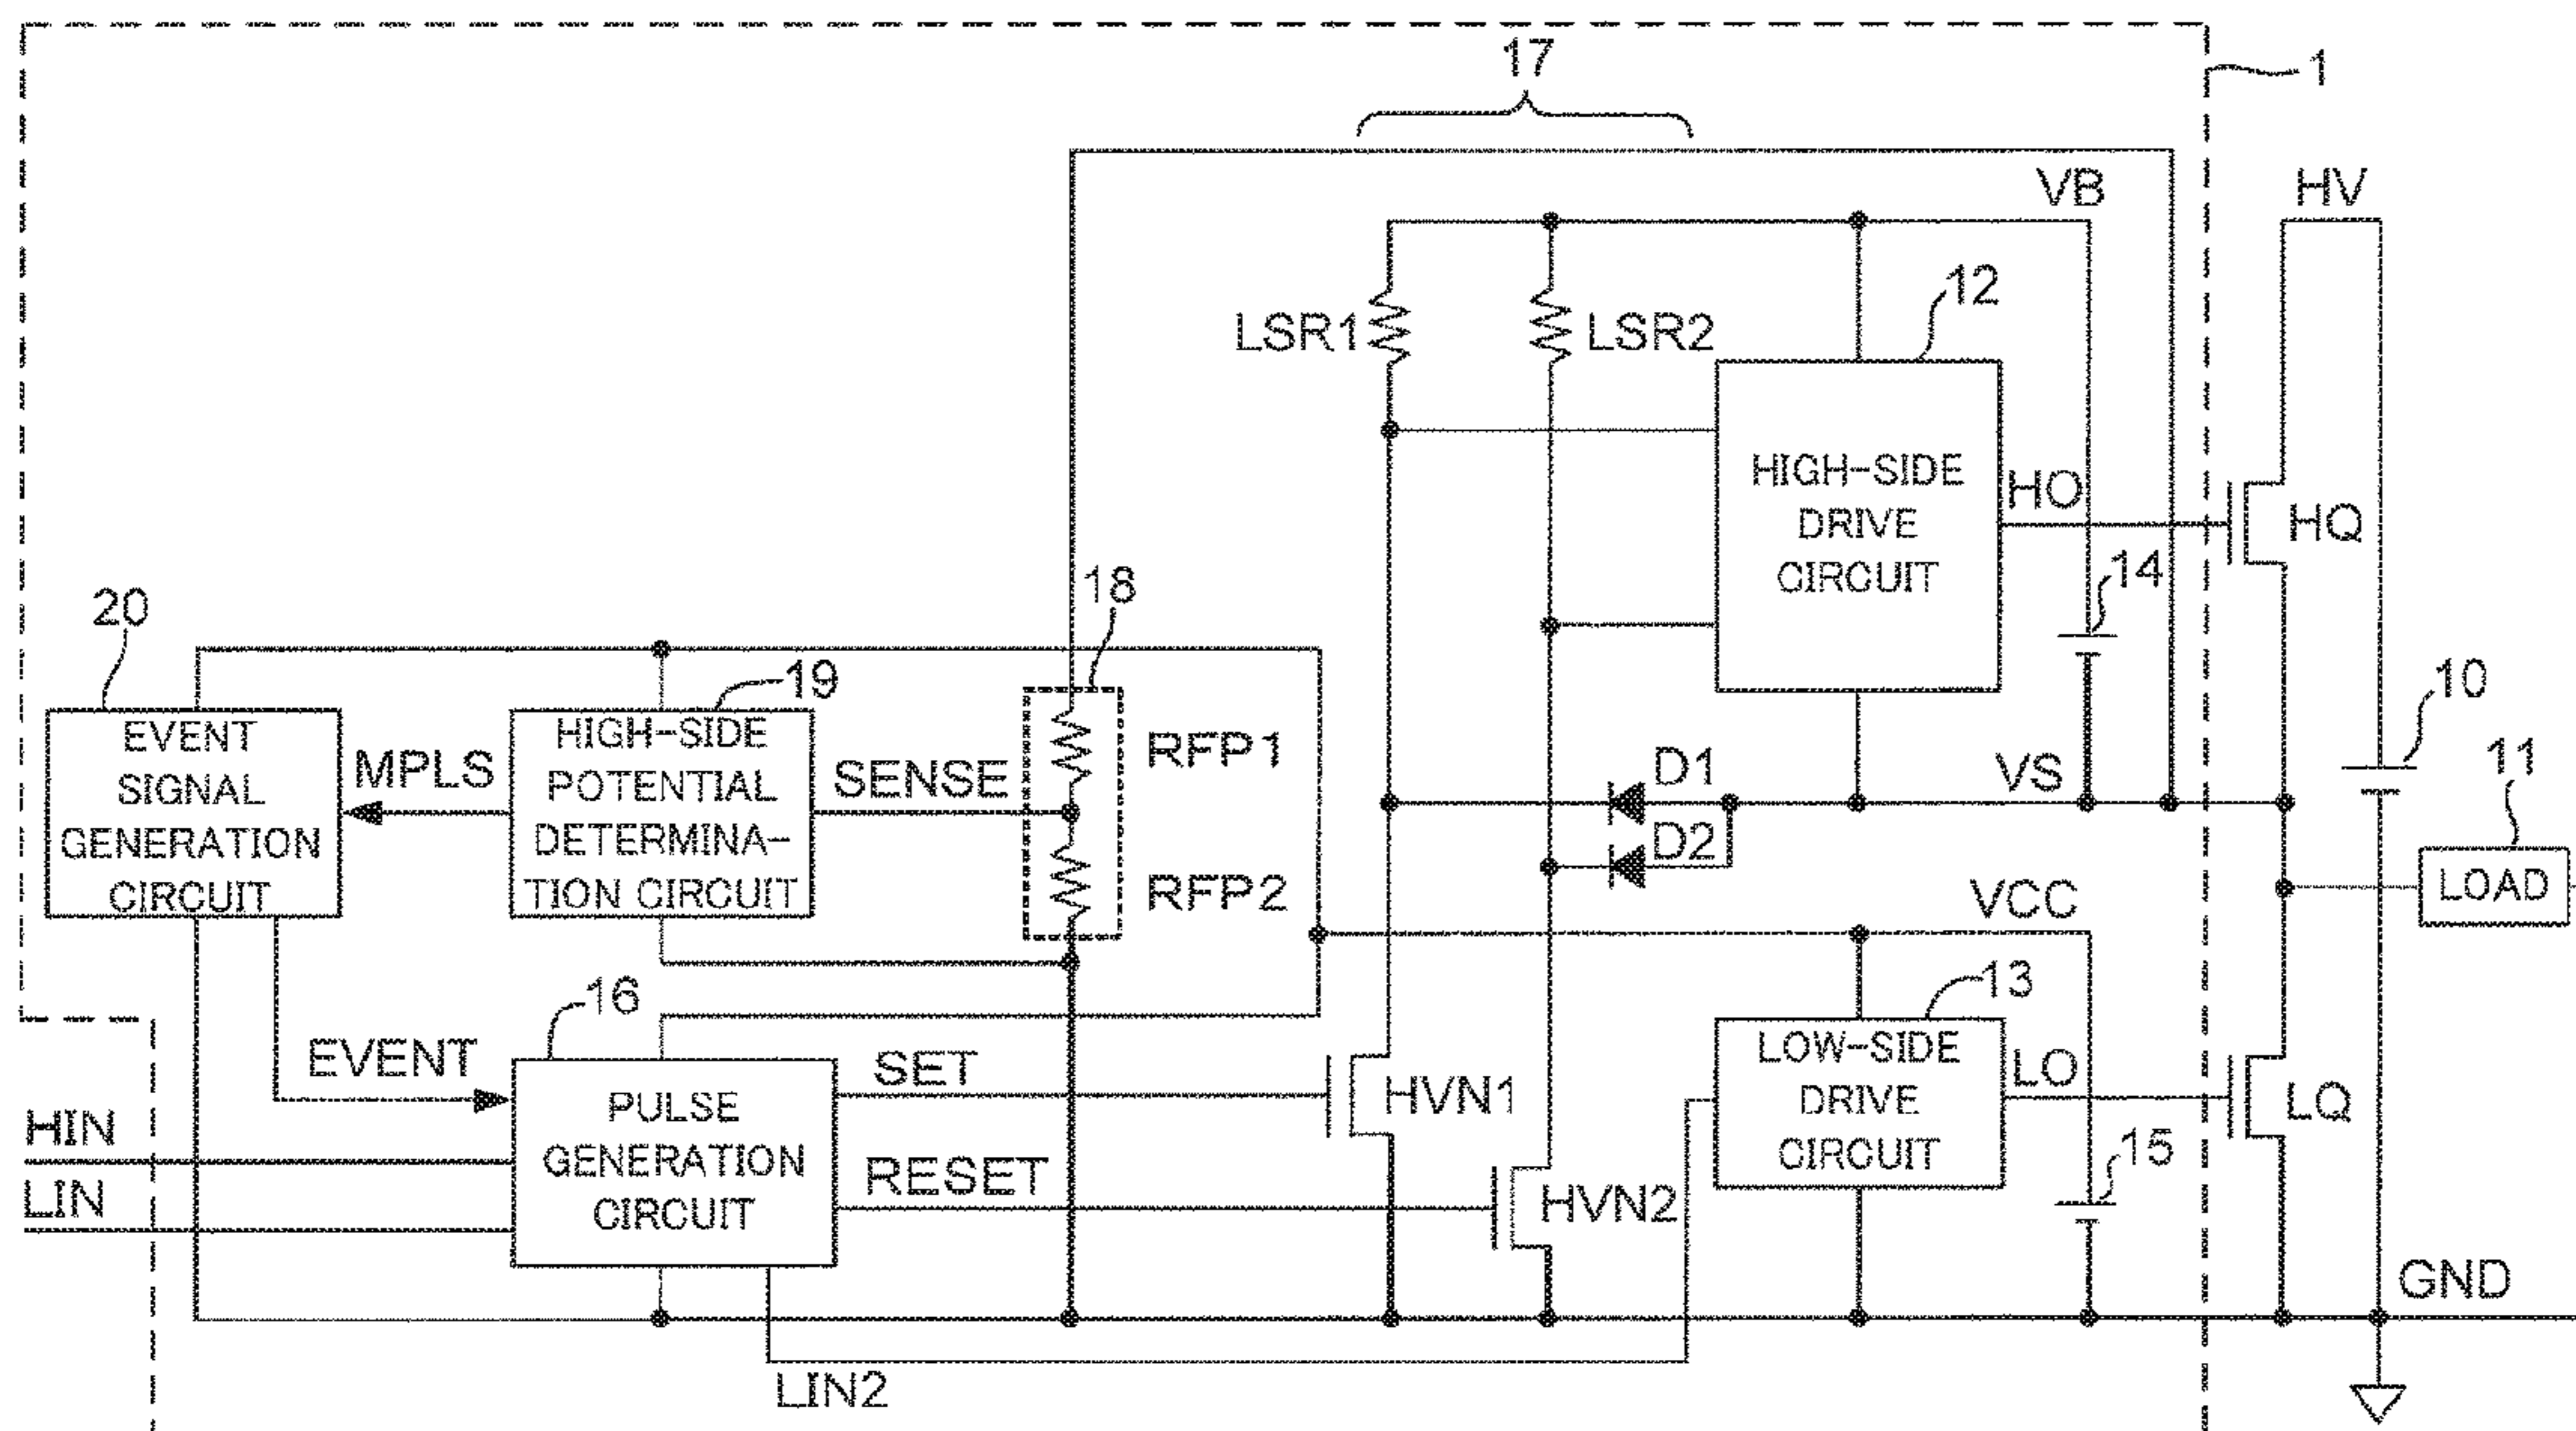 17
1
VB
HV
LSR1
LSR2
12
HIGH-SIDE
DRIVE
CIRCUIT
HO
HQ
14
20
18
19
10
EVENT
SIGNAL
GENERATION
CIRCUIT
MPLS
HIGH-SIDE
POTENTIAL
DETERMINA-
TION CIRCUIT
SENSE
RFP1
RFP2
D1
D2
VS
11
LOAD
VCC
16
13
EVENT
HIN
LIN
PULSE
GENERATION
CIRCUIT
SET
RESET
HVN1
HVN2
LOW-SIDE
DRIVE
CIRCUIT
LO
LQ
15
GND
LIN2